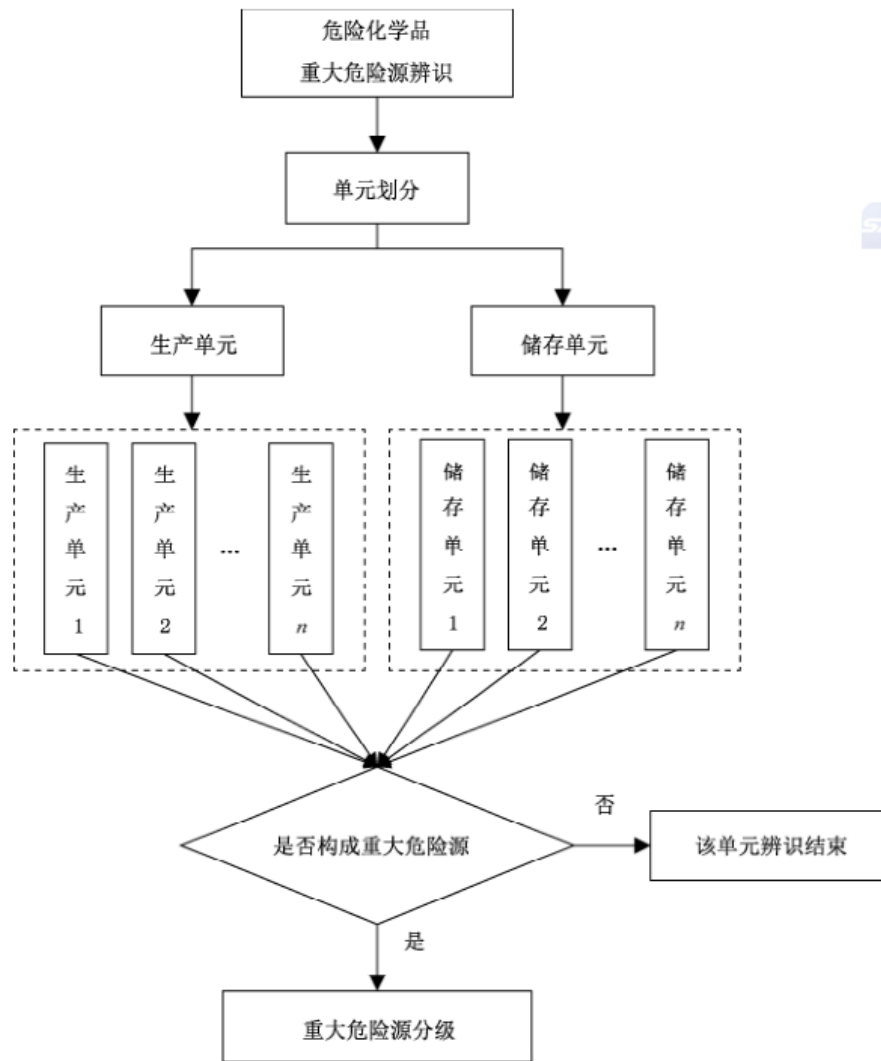 危险化学品
重大危险源辨识
单元划分
生产单元
储存单元
生产单元1
生产单元2
…
生产单元n
储存单元1
储存单元2
…
储存单元n
是否构成重大危险源
否
该单元辨识结束
是
重大危险源分级